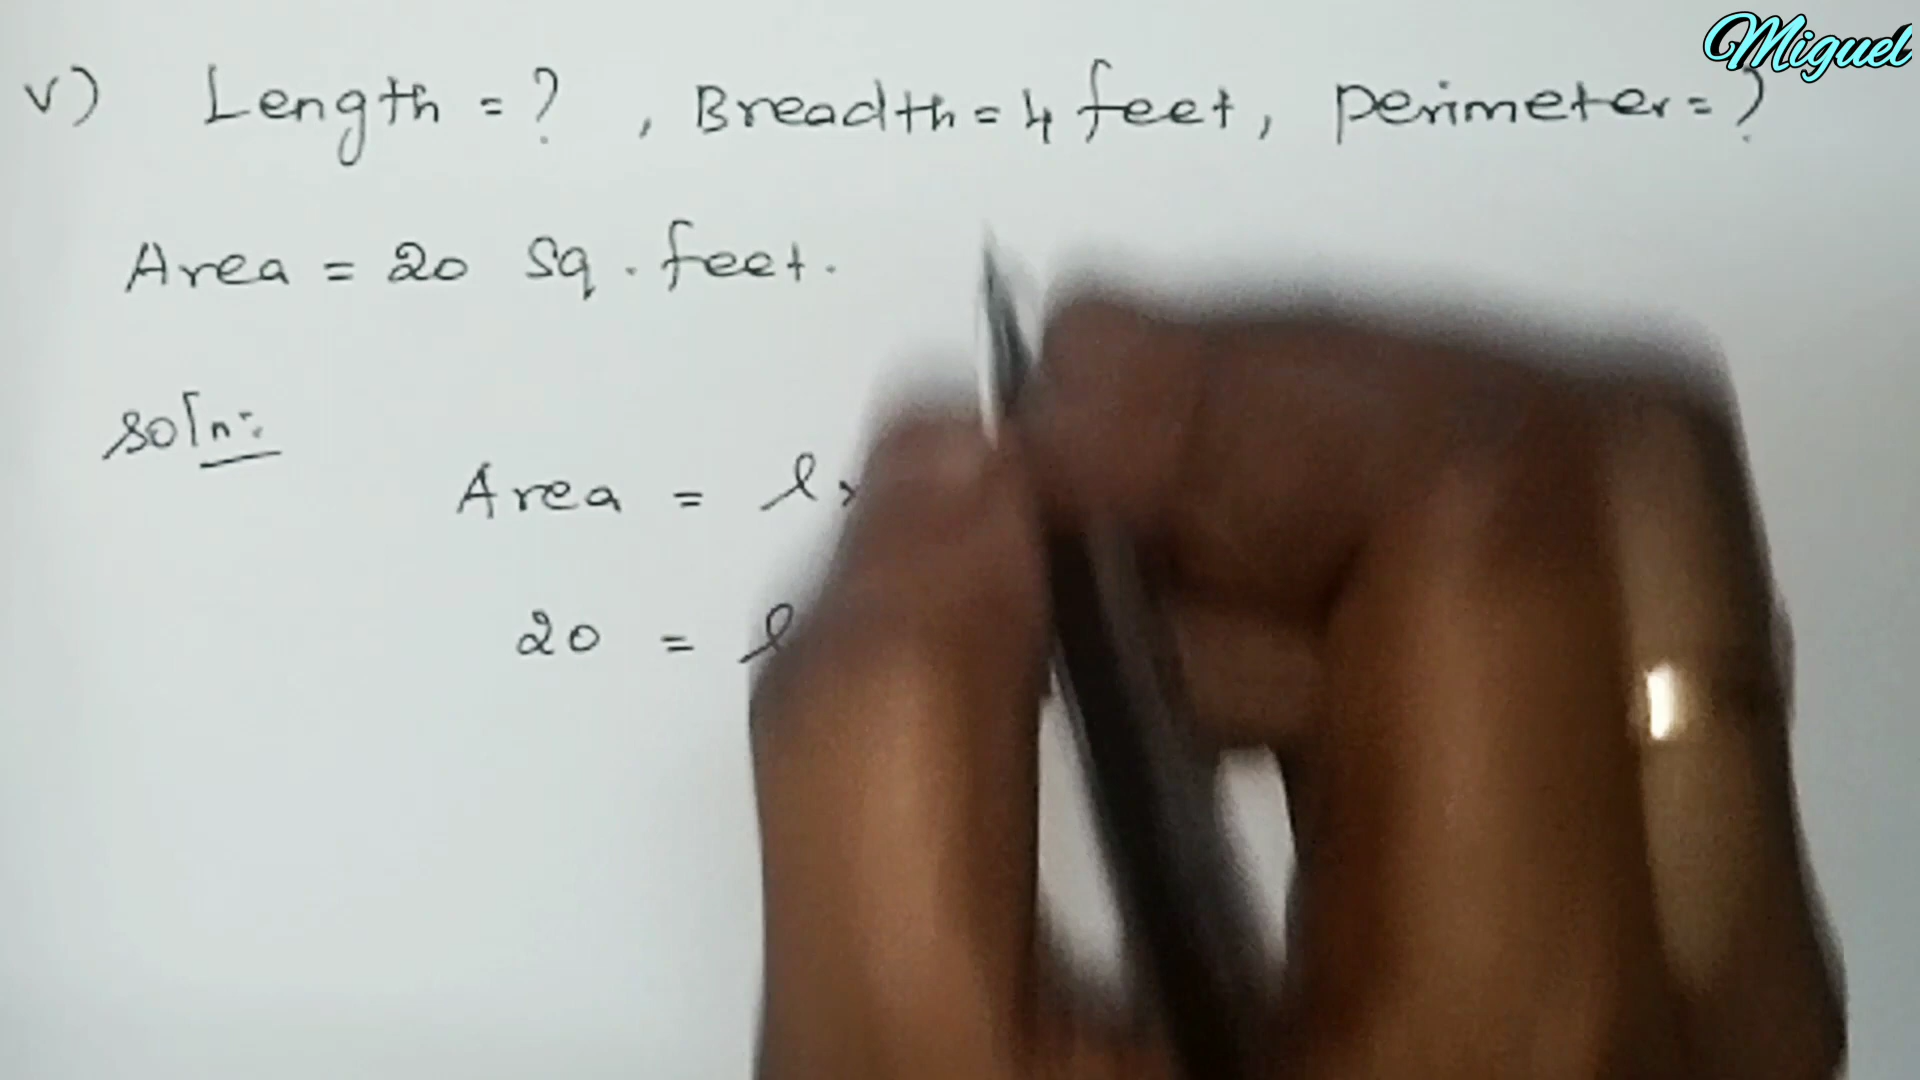 Miguel
v) Length = ? , Breadth = 4 feet, perimeter = ?
Area = 20 sq . feet.
Soln:
Area = l x
20 = l